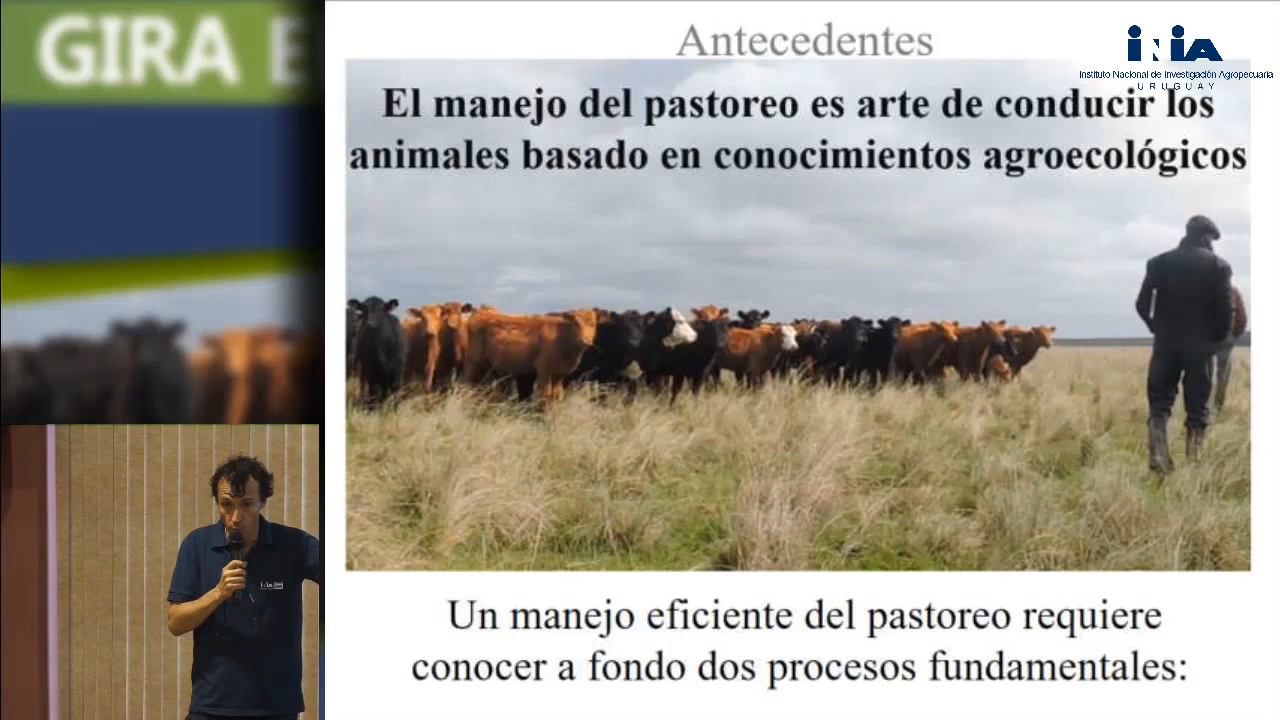 GIRA E
Antecedentes
INIA
Instituto Nacional de Investigación Agropecuaria
URUGUAY
El manejo del pastoreo es arte de conducir los
animales basado en conocimientos agroecológicos
Un manejo eficiente del pastoreo requiere
conocer a fondo dos procesos fundamentales:
inia